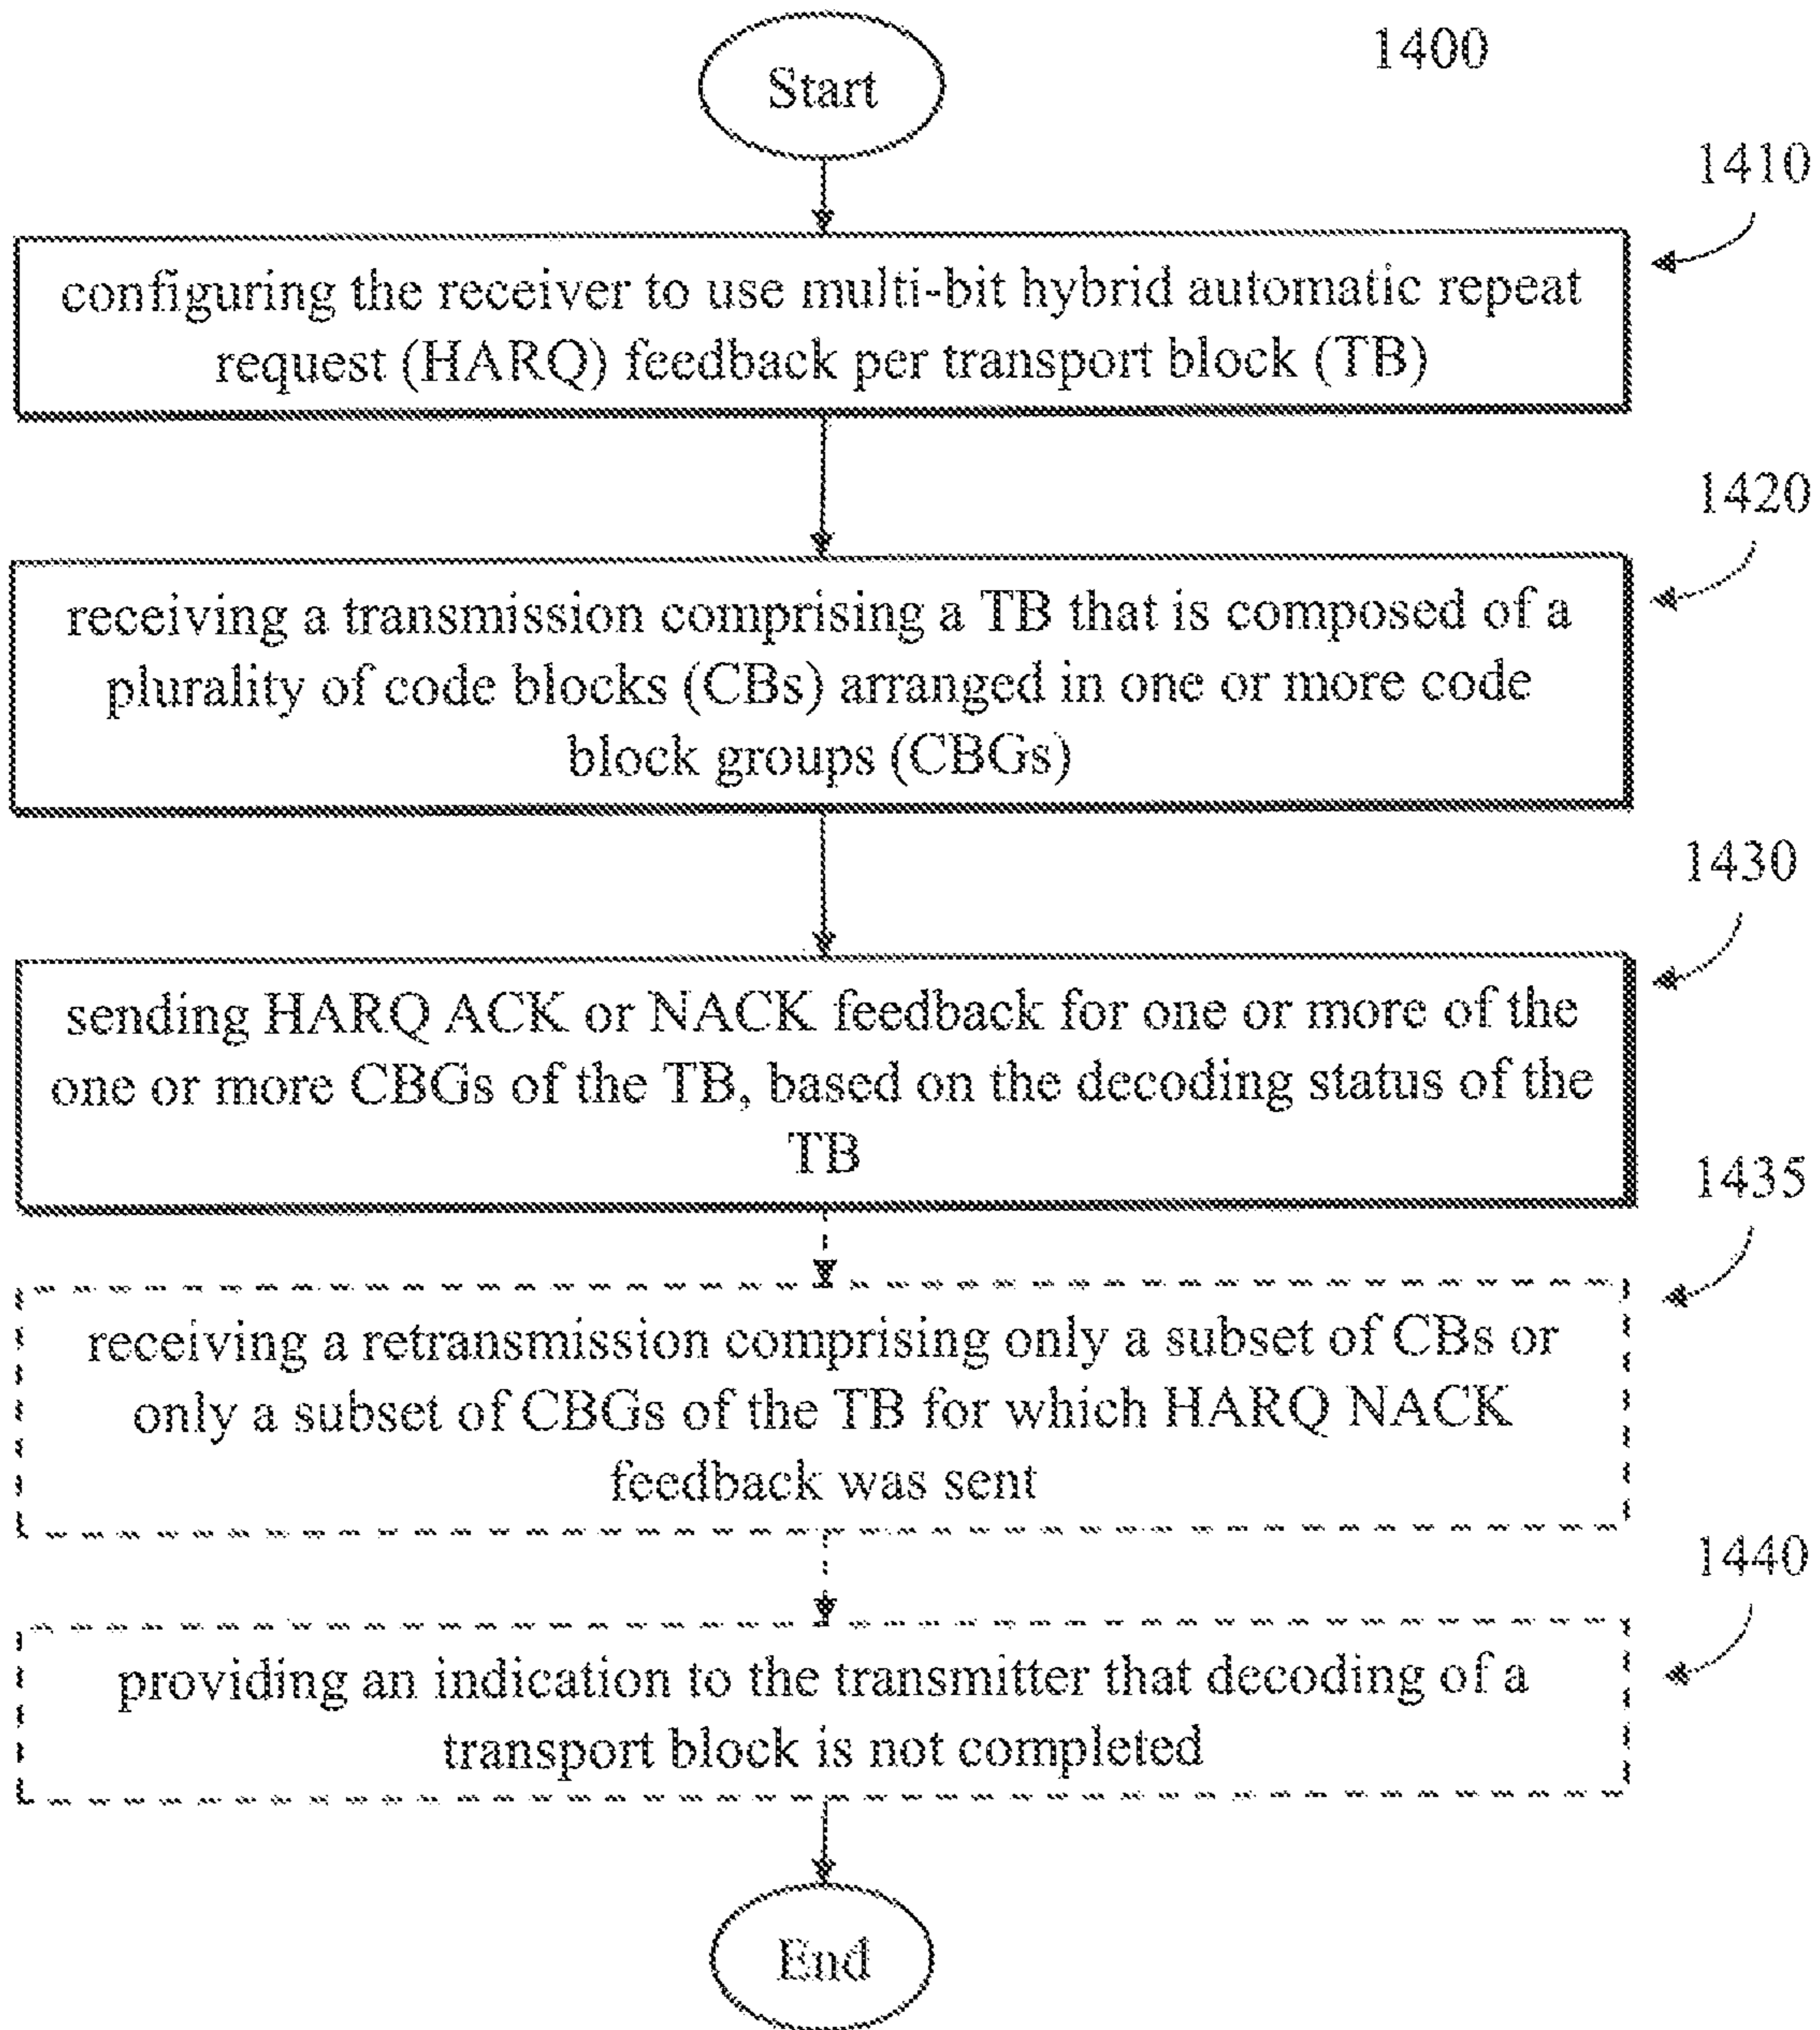 1400
Start
1410
configuring the receiver to use multi-bit hybrid automatic repeat
request (HARQ) feedback per transport block (TB)
1420
receiving a transmission comprising a TB that is composed of a
plurality of code blocks (CBs) arranged in one or more code
block groups (CBGs)
1430
sending HARQ ACK or NACK feedback for one or more of the
one or more CBGs of the TB, based on the decoding status of the
TB
1435
receiving a retransmission comprising only a subset of CBs or
only a subset of CBGs of the TB for which HARQ NACK
feedback was sent
1440
providing an indication to the transmitter that decoding of a
transport block is not completed
End